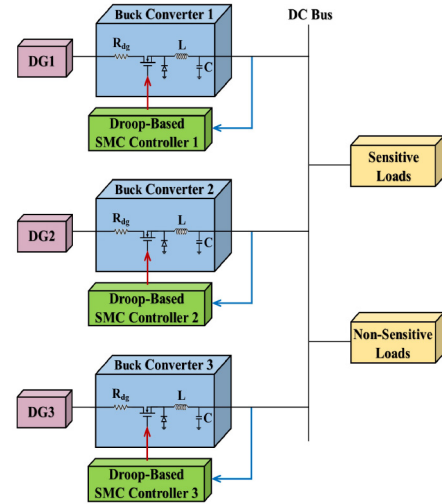 Buck Converter 1
DC Bus
DG1
R_dg
L
C
Droop-Based
SMC Controller 1
Sensitive
Loads
Buck Converter 2
DG2
R_dg
L
C
Droop-Based
SMC Controller 2
Non-Sensitive
Loads
Buck Converter 3
DG3
R_dg
L
C
Droop-Based
SMC Controller 3